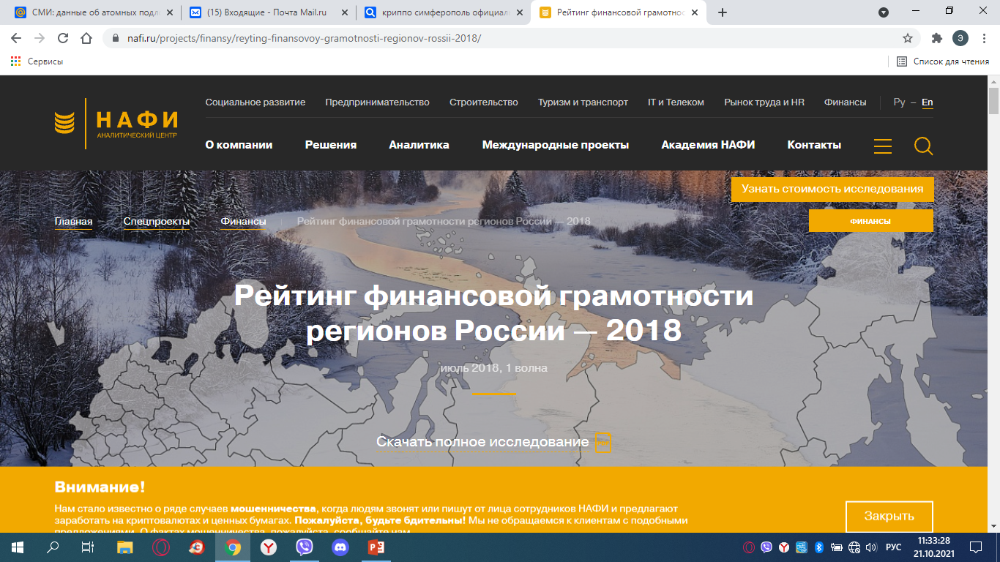 СМИ: данные об атомных подл
(15) Входящие - Почта Mail.ru
криппо симферополь официал
Рейтинг финансовой грамотнос
nafi.ru/projects/finansy/reyting-finansovoy-gramotnosti-regionov-rossii-2018/
Э
Сервисы
Список для чтения
НАФИ
АНАЛИТИЧЕСКИЙ ЦЕНТР
Социальное развитие Предпринимательство Строительство Туризм и транспорт IT и Телеком Рынок труда и HR Финансы Ру – En
О компании Решения Аналитика Международные проекты Академия НАФИ Контакты
Узнать стоимость исследования
ФИНАНСЫ
Главная Спецпроекты Финансы Рейтинг финансовой грамотности регионов России — 2018
Рейтинг финансовой грамотности
регионов России — 2018
июль 2018, 1 волна
Скачать полное исследование
Внимание!
Нам стало известно о ряде случаев мошенничества, когда людям звонят или пишут от лица сотрудников НАФИ и предлагают
заработать на криптовалютах и ценных бумагах. Пожалуйста, будьте бдительны! Мы не обращаемся к клиентам с подобными
предложениями. О фактах мошенничества, пожалуйста, сообщайте нам
Закрыть
РУС
11:33:28
21.10.2021